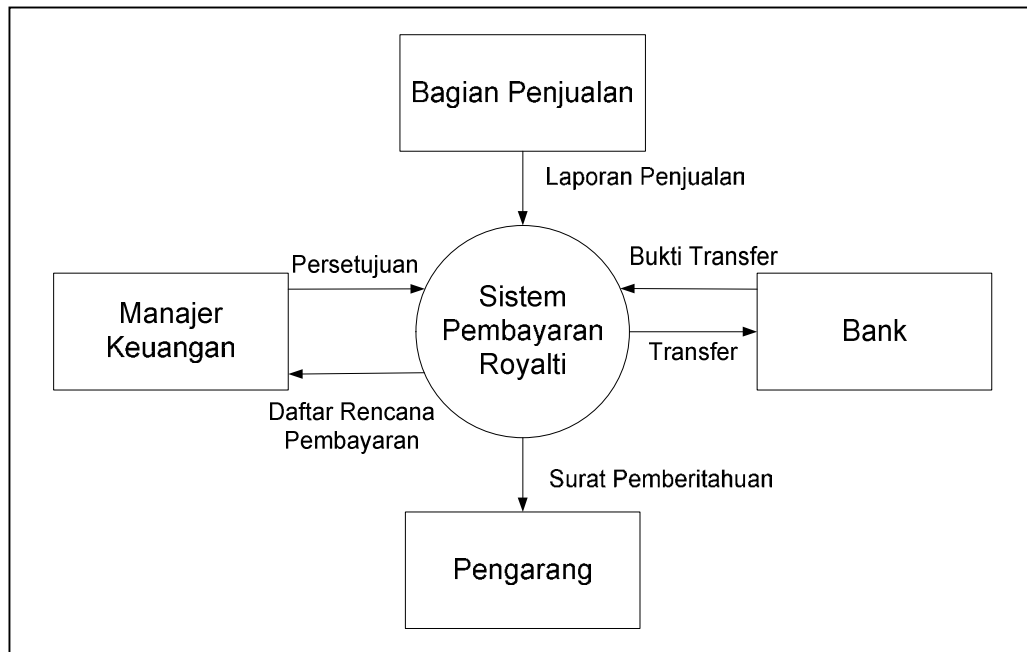 Bagian Penjualan
Laporan Penjualan
Persetujuan
Bukti Transfer
Manajer
Keuangan
Sistem
Pembayaran
Royalti
Bank
Transfer
Daftar Rencana
Pembayaran
Surat Pemberitahuan
Pengarang